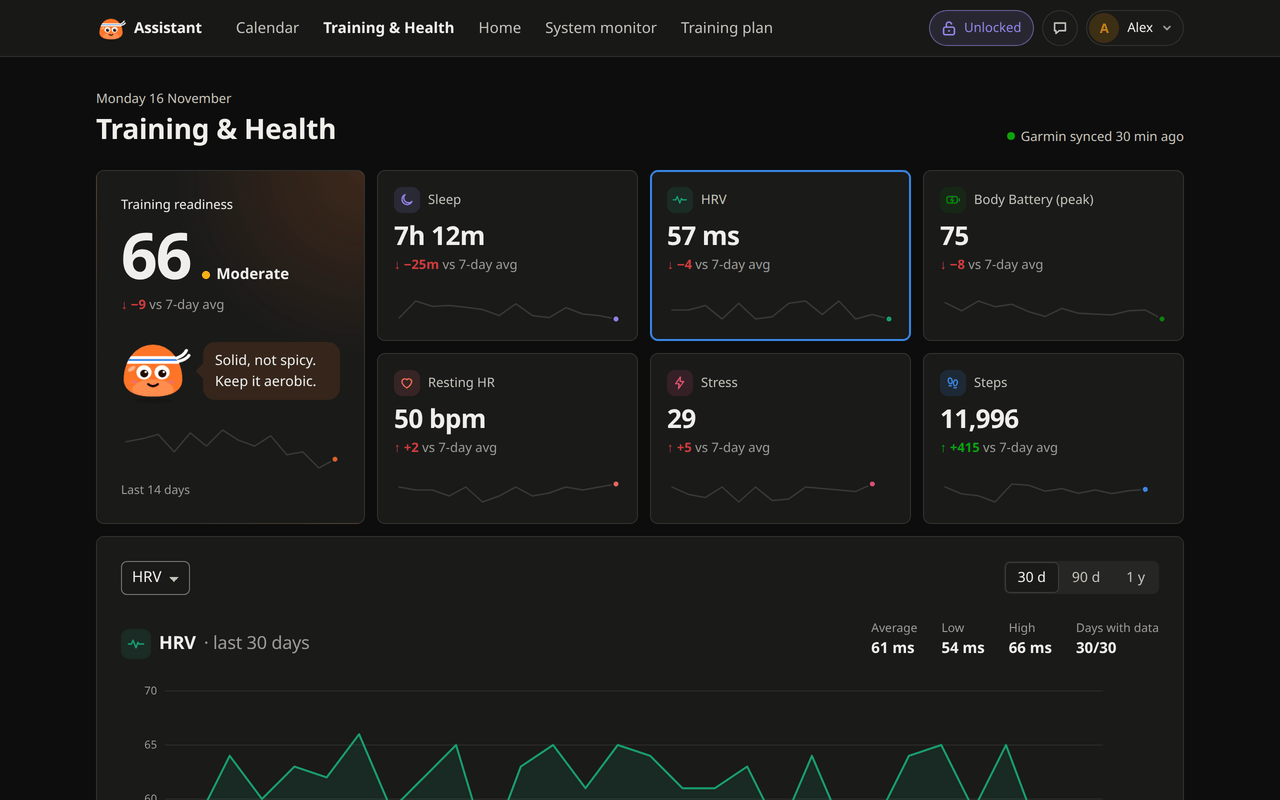 Assistant Calendar Training & Health Home System monitor Training plan Unlocked A Alex
Monday 16 November
Training & Health
Garmin synced 30 min ago
Training readiness
66 Moderate
↓ −9 vs 7-day avg
Solid, not spicy.
Keep it aerobic.
Last 14 days
Sleep
7h 12m
↓ −25m vs 7-day avg
HRV
57 ms
↓ −4 vs 7-day avg
Body Battery (peak)
75
↓ −8 vs 7-day avg
Resting HR
50 bpm
↑ +2 vs 7-day avg
Stress
29
↑ +5 vs 7-day avg
Steps
11,996
↑ +415 vs 7-day avg
HRV
30 d 90 d 1 y
HRV · last 30 days
Average Low High Days with data
61 ms 54 ms 66 ms 30/30
70
65
60